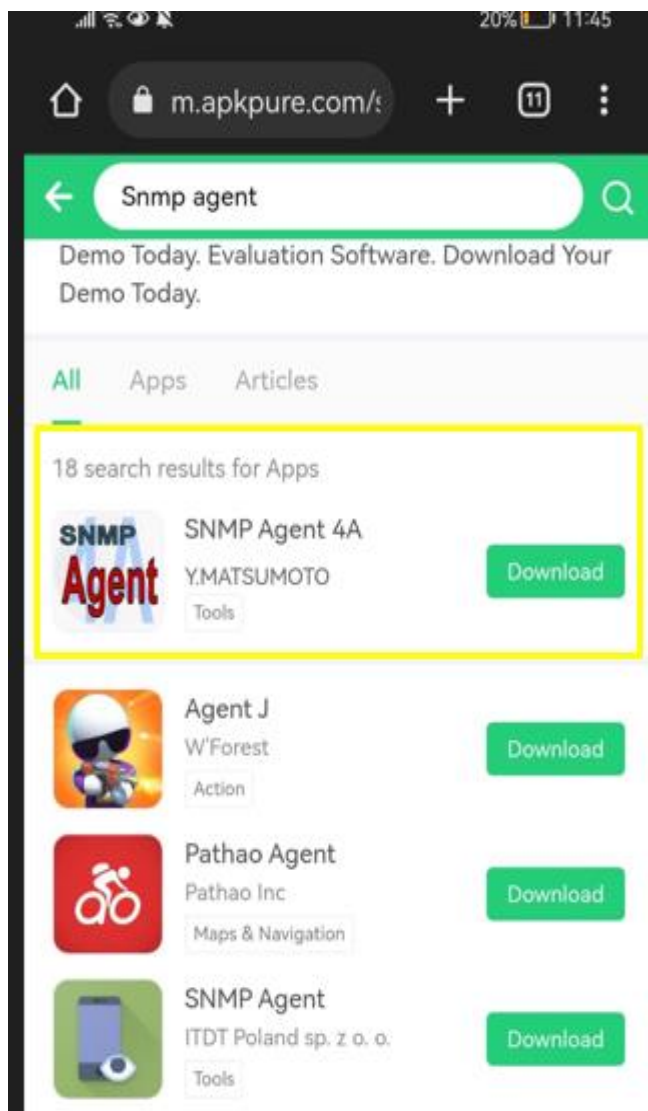 20% 11:45
m.apkpure.com/s
11
Snmp agent
Demo Today. Evaluation Software. Download Your
Demo Today.
All Apps Articles
18 search results for Apps
SNMP
Agent
SNMP Agent 4A
Y.MATSUMOTO
Tools
Download
Agent J
W'Forest
Action
Download
Pathao Agent
Pathao Inc
Maps & Navigation
Download
SNMP Agent
ITDT Poland sp. z o. o.
Tools
Download